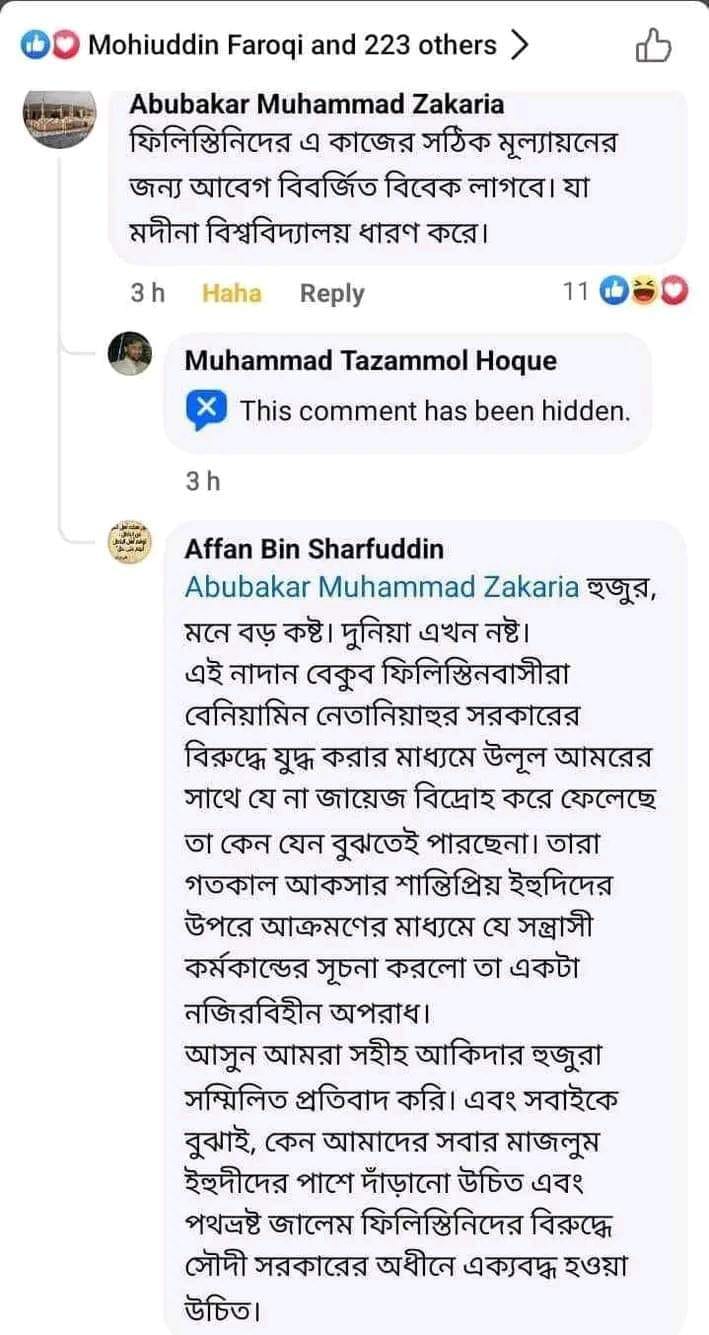 Mohiuddin Faroqi and 223 others
Abubakar Muhammad Zakaria
ফিলিস্তিনিদের এ কাজের সঠিক মূল্যায়নের
জন্য আবেগ বিবর্জিত বিবেক লাগবে। যা
মদীনা বিশ্ববিদ্যালয় ধারণ করে।
3 h Haha Reply 11
Muhammad Tazammol Hoque
This comment has been hidden.
3 h
Affan Bin Sharfuddin
Abubakar Muhammad Zakaria হুজুর,
মনে বড় কষ্ট। দুনিয়া এখন নষ্ট।
এই নাদান বেকুব ফিলিস্তিনবাসীরা
বেনিয়ামিন নেতানিয়াহুর সরকারের
বিরুদ্ধে যুদ্ধ করার মাধ্যমে উলূল আমরের
সাথে যে না জায়েজ বিদ্রোহ করে ফেলেছে
তা কেন যেন বুঝতেই পারছেনা। তারা
গতকাল আকসার শান্তিপ্রিয় ইহুদিদের
উপরে আক্রমণের মাধ্যমে যে সন্ত্রাসী
কর্মকান্ডের সূচনা করলো তা একটা
নজিরবিহীন অপরাধ।
আসুন আমরা সহীহ আকিদার হুজুরা
সম্মিলিত প্রতিবাদ করি। এবং সবাইকে
বুঝাই, কেন আমাদের সবার মাজলুম
ইহুদীদের পাশে দাঁড়ানো উচিত এবং
পথভ্রষ্ট জালেম ফিলিস্তিনিদের বিরুদ্ধে
সৌদী সরকারের অধীনে একযবদ্ধ হওয়া
উচিত।